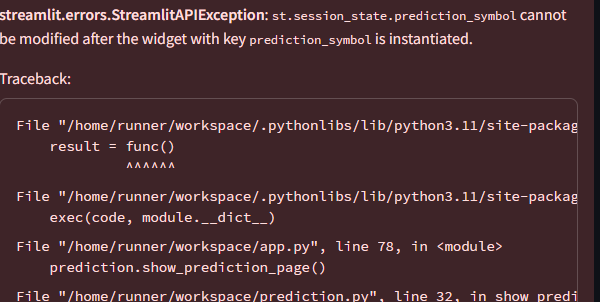 streamlit.errors.StreamlitAPIException: st.session_state.prediction_symbol cannot
be modified after the widget with key prediction_symbol is instantiated.
Traceback:
File "/home/runner/workspace/.pythonlibs/lib/python3.11/site-packag
result = func()
^^^^^^
File "/home/runner/workspace/.pythonlibs/lib/python3.11/site-packag
exec(code, module.__dict__)
File "/home/runner/workspace/app.py", line 78, in <module>
prediction.show_prediction_page()
File "/home/runner/workspace/prediction.py", line 32, in show_predi